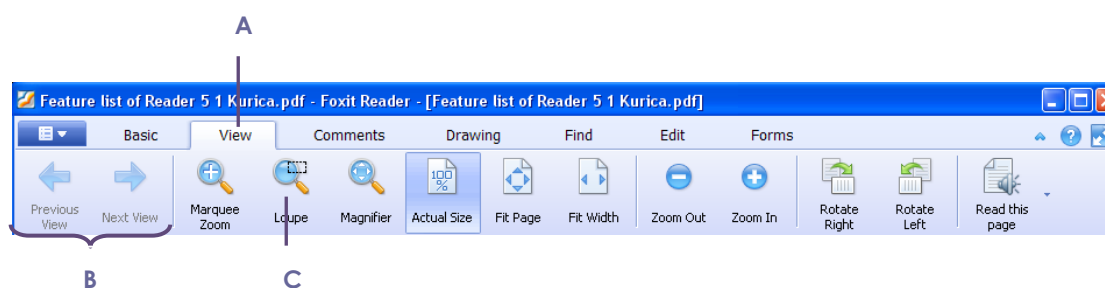 A
Feature list of Reader 5 1 Kurica.pdf - Foxit Reader - [Feature list of Reader 5 1 Kurica.pdf]
Basic View Comments Drawing Find Edit Forms
100
%
Previous
View
Next View
Marquee
Zoom
Loupe
Magnifier
Actual Size
Fit Page
Fit Width
Zoom Out
Zoom In
Rotate
Right
Rotate
Left
Read this
page
B
C